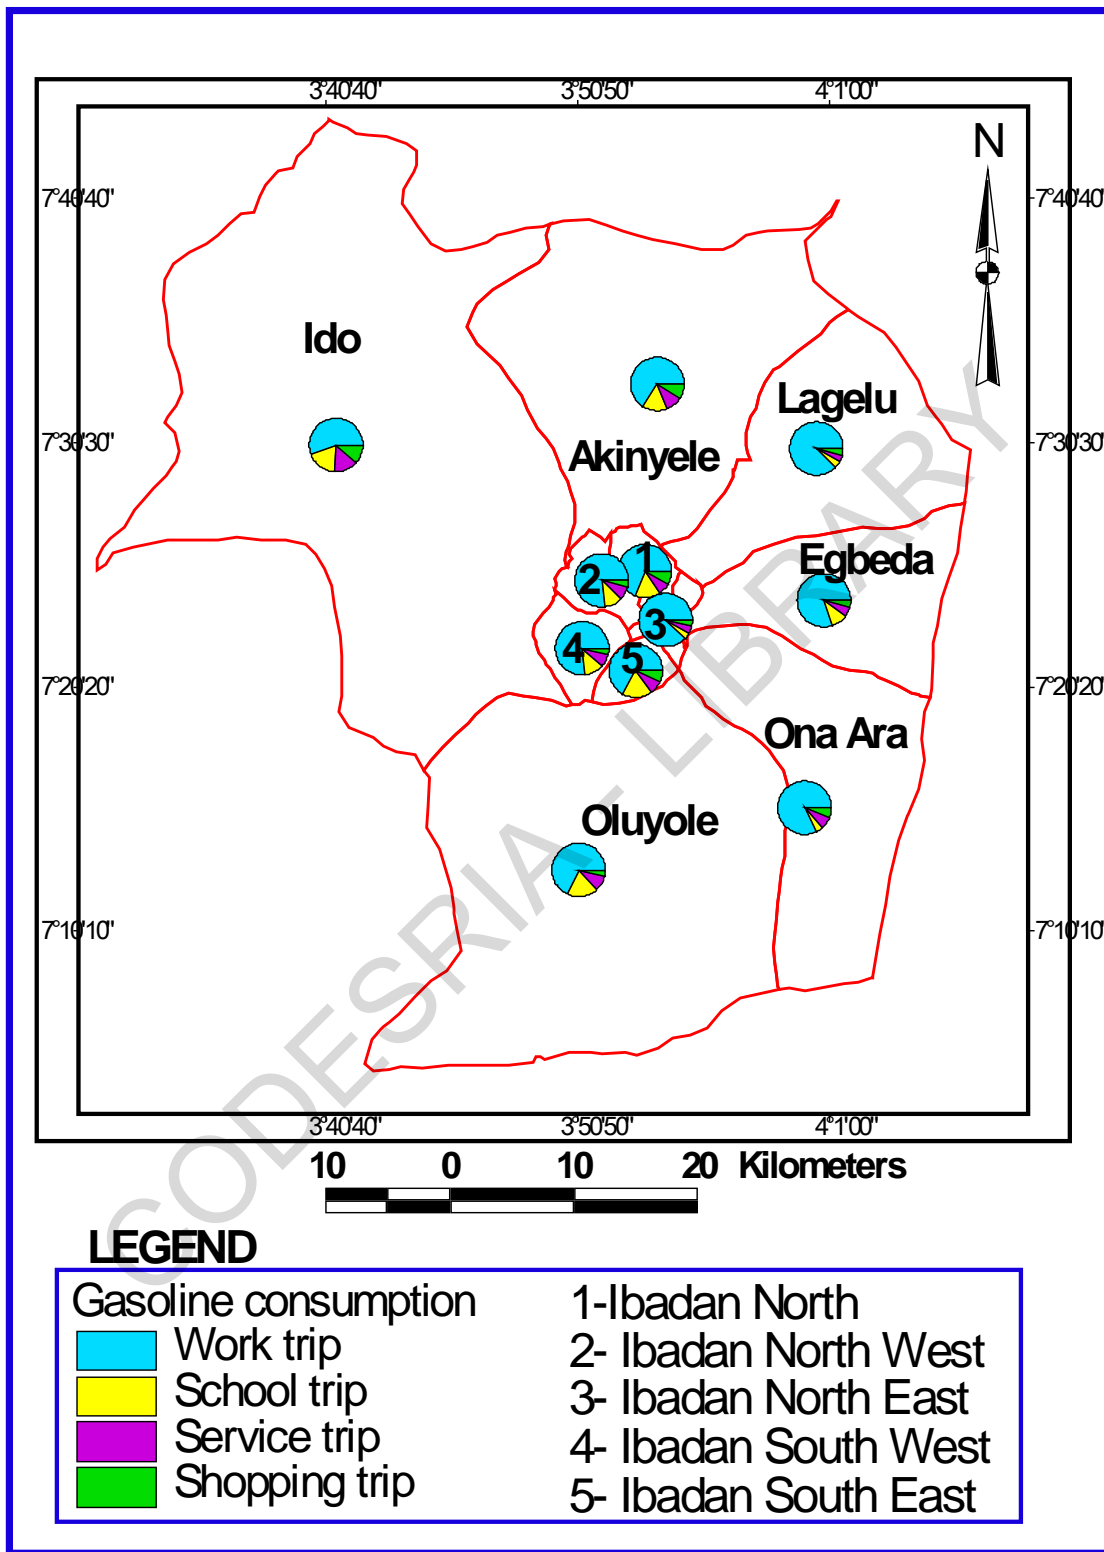 3°40'40" 3°50'50" 4°1'00"
N
7°40'40" 7°40'40"
Ido
Lagelu
7°30'30" 7°30'30"
Akinyele
Egbeda
1
2
3
4
5
7°20'20" 7°20'20"
Ona Ara
Oluyole
7°10'10" 7°10'10"
3°40'40" 3°50'50" 4°1'00"
10 0 10 20 Kilometers
CODESRIA - LIBRARY
LEGEND
Gasoline consumption
Work trip
School trip
Service trip
Shopping trip
1-Ibadan North
2- Ibadan North West
3- Ibadan North East
4- Ibadan South West
5- Ibadan South East